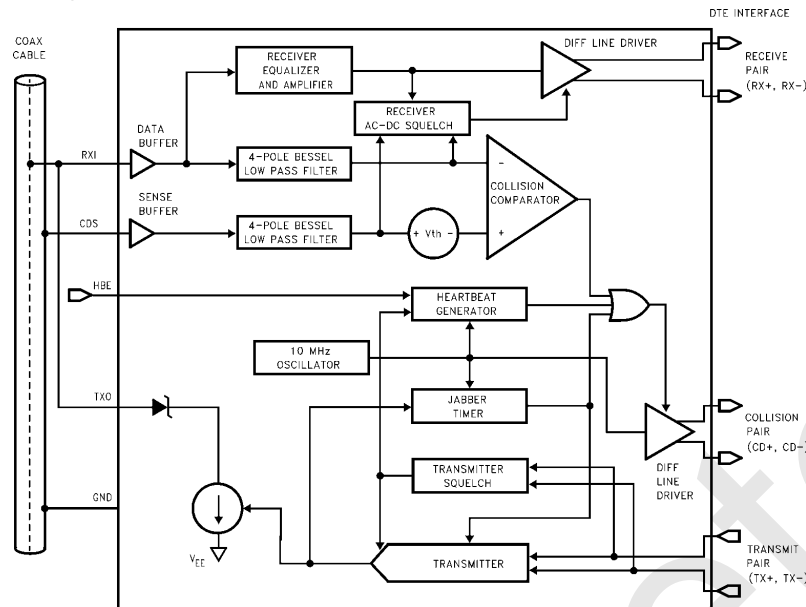 DTE INTERFACE
COAX
CABLE
RECEIVER
EQUALIZER
AND AMPLIFIER
DIFF LINE DRIVER
RECEIVE
PAIR
(RX+, RX-)
RECEIVER
AC-DC SQUELCH
DATA
BUFFER
RXI
4-POLE BESSEL
LOW PASS FILTER
-
COLLISION
COMPARATOR
SENSE
BUFFER
CDS
4-POLE BESSEL
LOW PASS FILTER
+ Vth -
+
HBE
HEARTBEAT
GENERATOR
10 MHz
OSCILLATOR
TXO
JABBER
TIMER
COLLISION
PAIR
(CD+, CD-)
TRANSMITTER
SQUELCH
DIFF
LINE
DRIVER
GND
VEE
TRANSMITTER
TRANSMIT
PAIR
(TX+, TX-)